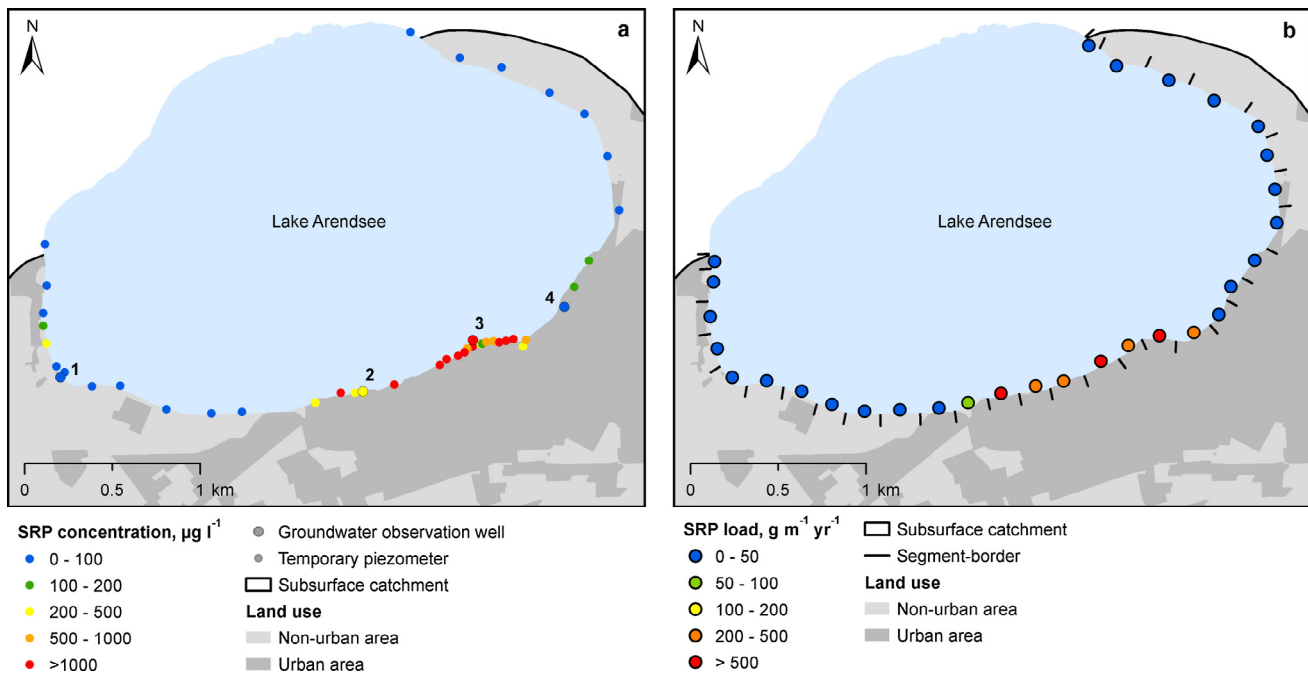 N
a
Lake Arendsee
1
2
3
4
0 0.5 1 km
SRP concentration, µg l⁻¹
0 - 100
100 - 200
200 - 500
500 - 1000
>1000
Groundwater observation well
Temporary piezometer
Subsurface catchment
Land use
Non-urban area
Urban area
N
b
Lake Arendsee
0 0.5 1 km
SRP load, g m⁻¹ yr⁻¹
0 - 50
50 - 100
100 - 200
200 - 500
> 500
Subsurface catchment
Segment-border
Land use
Non-urban area
Urban area